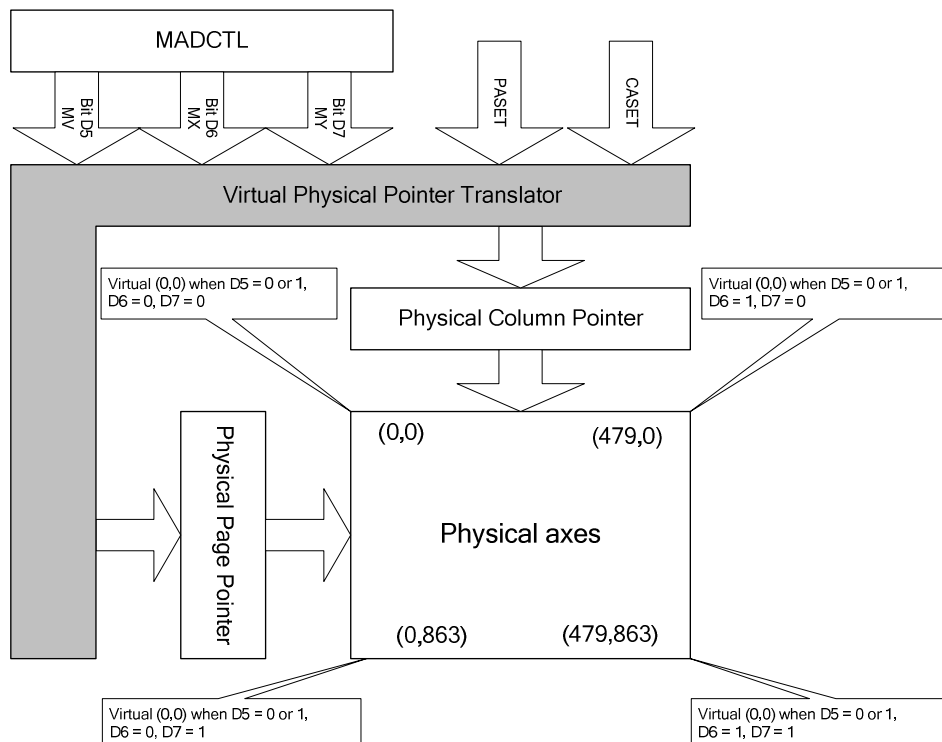 MADCTL
Bit D5
MV
Bit D6
MX
Bit D7
MY
PASET
CASET
Virtual Physical Pointer Translator
Virtual (0,0) when D5 = 0 or 1,
D6 = 0, D7 = 0
Virtual (0,0) when D5 = 0 or 1,
D6 = 1, D7 = 0
Physical Column Pointer
(0,0)
(479,0)
Physical Page Pointer
Physical axes
(0,863)
(479,863)
Virtual (0,0) when D5 = 0 or 1,
D6 = 0, D7 = 1
Virtual (0,0) when D5 = 0 or 1,
D6 = 1, D7 = 1